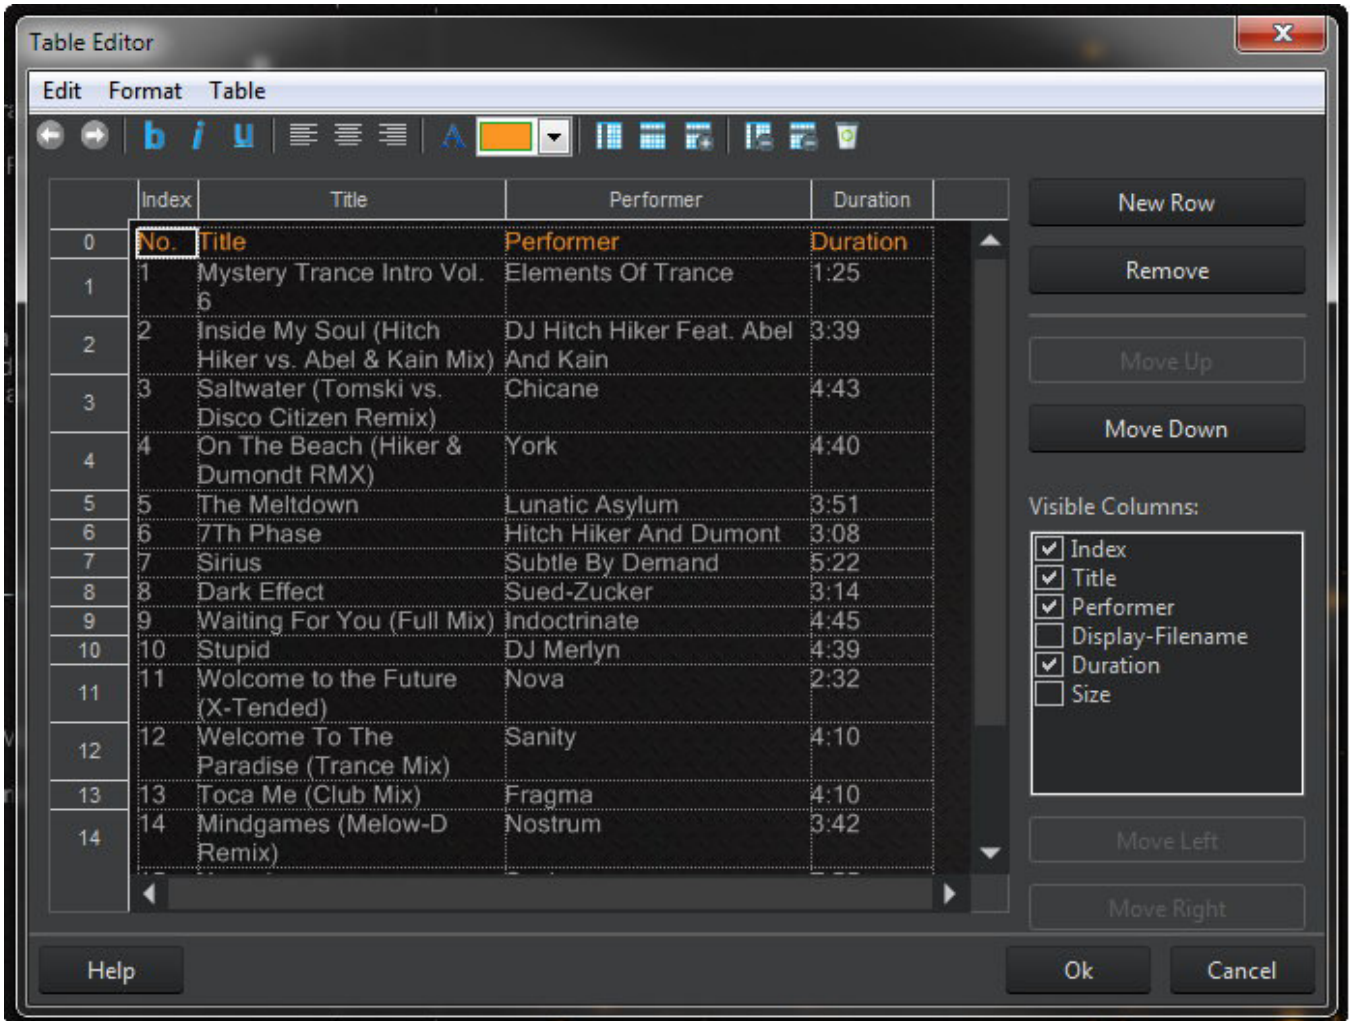 Table Editor
Edit Format Table
b i u A
Index Title Performer Duration
0 No. Title Performer Duration
1 1 Mystery Trance Intro Vol. Elements Of Trance 1:25
6
2 2 Inside My Soul (Hitch DJ Hitch Hiker Feat. Abel 3:39
Hiker vs. Abel & Kain Mix) And Kain
3 3 Saltwater (Tomski vs. Chicane 4:43
Disco Citizen Remix)
4 4 On The Beach (Hiker & York 4:40
Dumondt RMX)
5 5 The Meltdown Lunatic Asylum 3:51
6 6 7Th Phase Hitch Hiker And Dumont 3:08
7 7 Sirius Subtle By Demand 5:22
8 8 Dark Effect Sued-Zucker 3:14
9 9 Waiting For You (Full Mix) Indoctrinate 4:45
10 10 Stupid DJ Merlyn 4:39
11 11 Wolcome to the Future Nova 2:32
(X-Tended)
12 12 Welcome To The Sanity 4:10
Paradise (Trance Mix)
13 13 Toca Me (Club Mix) Fragma 4:10
14 14 Mindgames (Melow-D Nostrum 3:42
Remix)
New Row
Remove
Move Up
Move Down
Visible Columns:
Index
Title
Performer
Display-Filename
Duration
Size
Move Left
Move Right
Help
Ok
Cancel